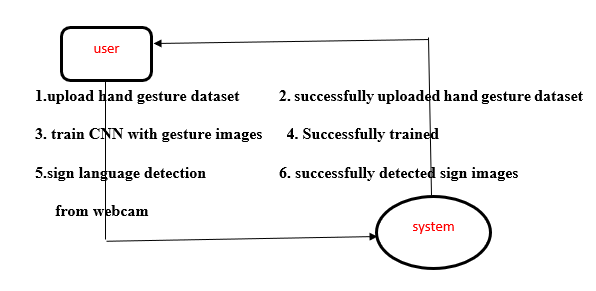 user
1.upload hand gesture dataset
2. successfully uploaded hand gesture dataset
3. train CNN with gesture images
4. Successfully trained
5.sign language detection
from webcam
6. successfully detected sign images
system